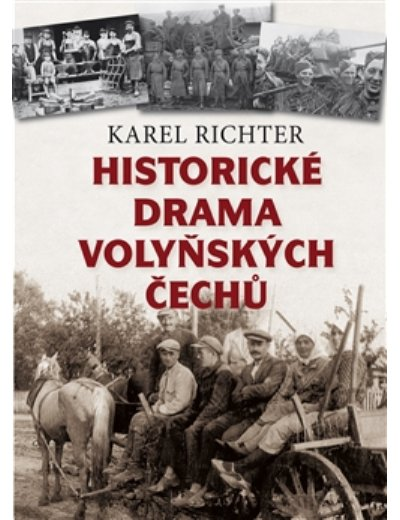 KAREL RICHTER
HISTORICKÉ
DRAMA
VOLYŇSKÝCH
ČECHŮ